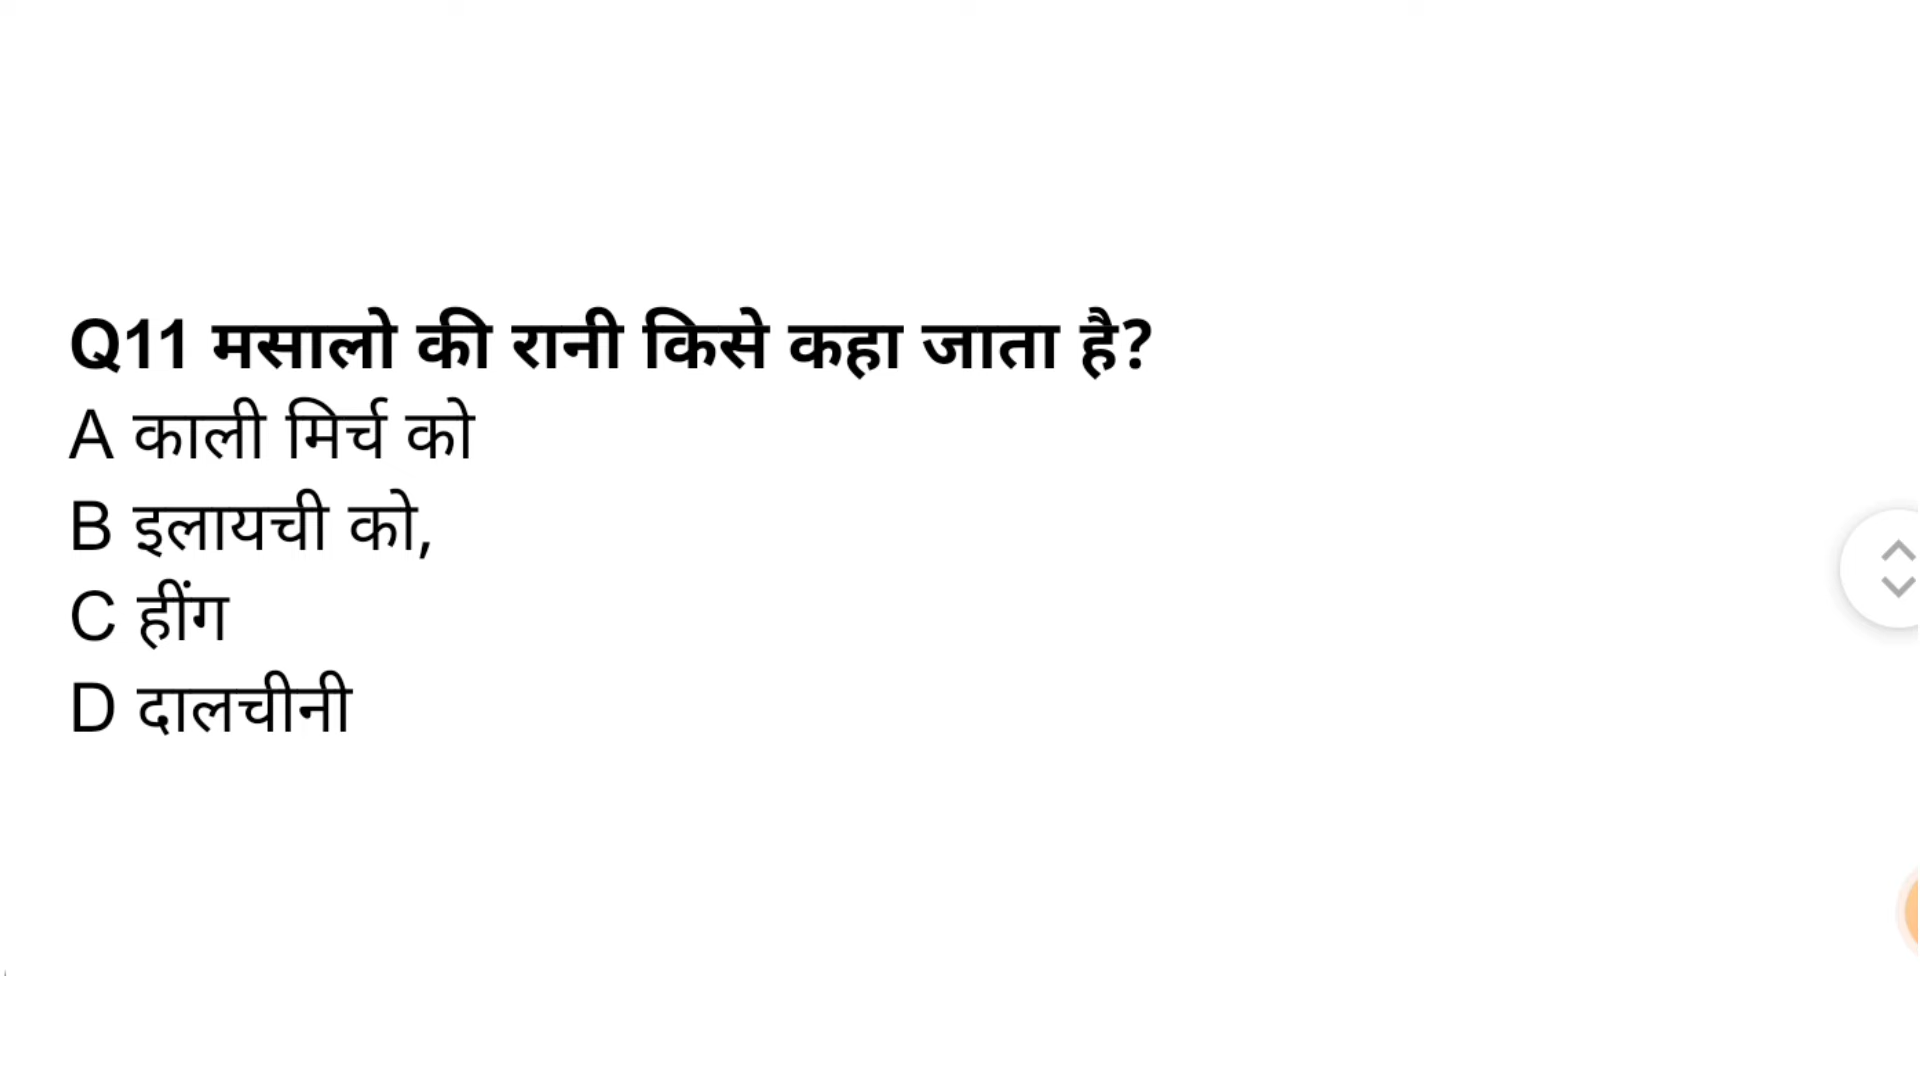 Q11 मसालो की रानी किसे कहा जाता है?
A काली मिर्च को
B इलायची को,
C हींग
D दालचीनी